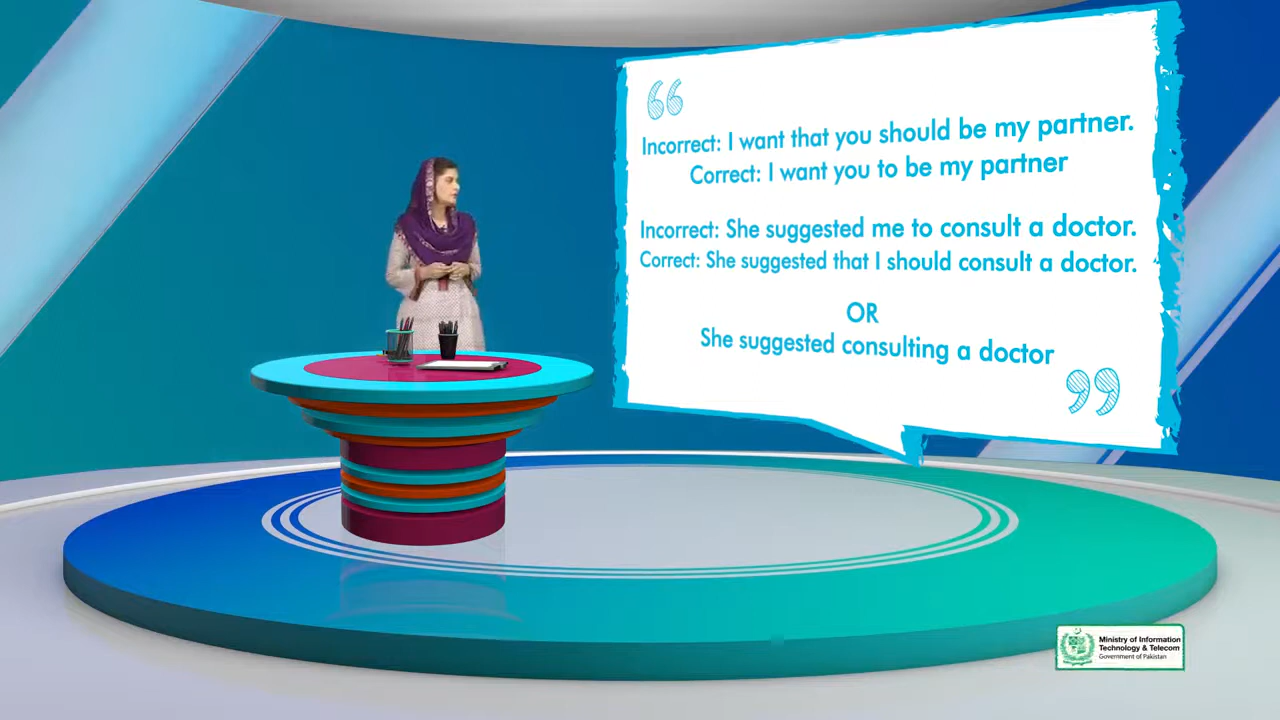 Incorrect: I want that you should be my partner.
Correct: I want you to be my partner
Incorrect: She suggested me to consult a doctor.
Correct: She suggested that I should consult a doctor.
OR
She suggested consulting a doctor
Ministry of Information
Technology & Telecom
Government of Pakistan